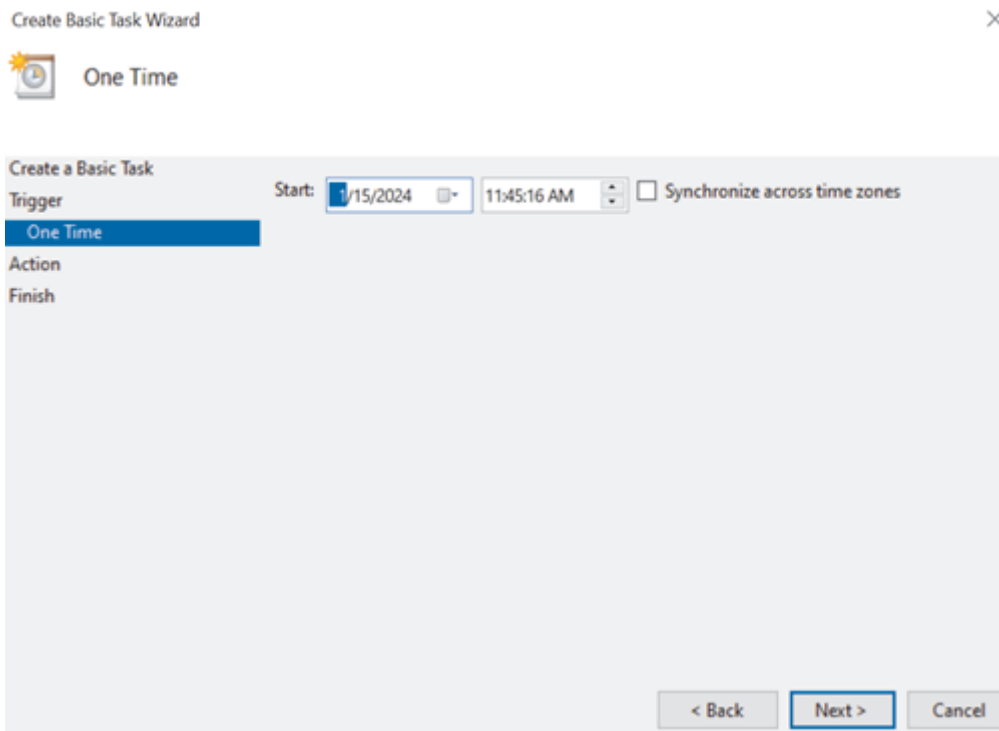 Create Basic Task Wizard
One Time
Create a Basic Task
Trigger
One Time
Action
Finish
Start: 1/15/2024 11:45:16 AM Synchronize across time zones
< Back Next > Cancel